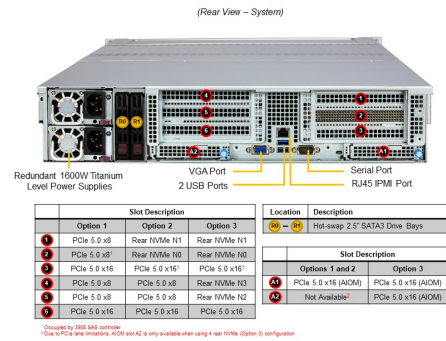 (Rear View – System)
4
1
R0 R1
5
2
6
3
A2
A1
VGA Port
Serial Port
Redundant 1600W Titanium
Level Power Supplies
2 USB Ports
RJ45 IPMI Port
Slot Description
Option 1 Option 2 Option 3
1 PCIe 5.0 x8 Rear NVMe N1 Rear NVMe N1
2 PCIe 5.0 x8¹ Rear NVMe N0 Rear NVMe N0
3 PCIe 5.0 x16 PCIe 5.0 x16¹ PCIe 5.0 x16¹
4 PCIe 5.0 x8 PCIe 5.0 x8 Rear NVMe N3
5 PCIe 5.0 x8 PCIe 5.0 x8 Rear NVMe N2
6 PCIe 5.0 x16 PCIe 5.0 x16 PCIe 5.0 x16
Location Description
R0 – R1 Hot-swap 2.5" SATA3 Drive Bays
Slot Description
Options 1 and 2 Option 3
A1 PCIe 5.0 x16 (AIOM) PCIe 5.0 x16 (AIOM)
A2 Not Available² PCIe 5.0 x16 (AIOM)
¹ Occupied by 3908 SAS controller
² Due to PCIe lane limitations, AIOM slot A2 is only available when using 4 rear NVMe (Option 3) configuration